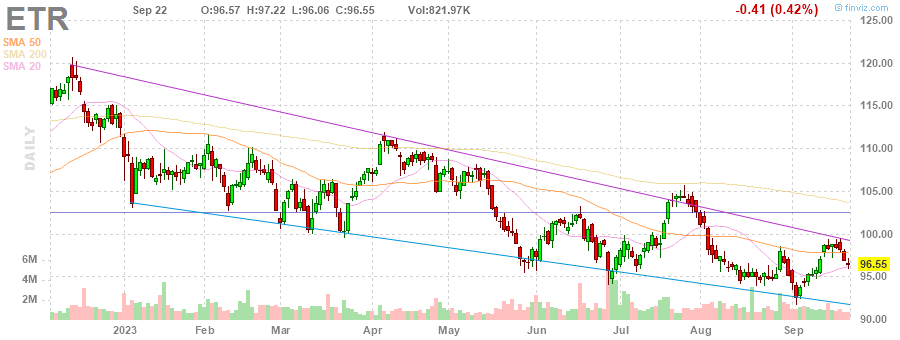 ETR
Sep 22 O:96.57 H:97.22 L:96.06 C:96.55 Vol:821.97K
-0.41 (0.42%)
© finviz.com
SMA 50
SMA 200
SMA 20
DAILY
125.00
120.00
115.00
110.00
105.00
100.00
96.55
95.00
90.00
6M
4M
2M
2023 Feb Mar Apr May Jun Jul Aug Sep